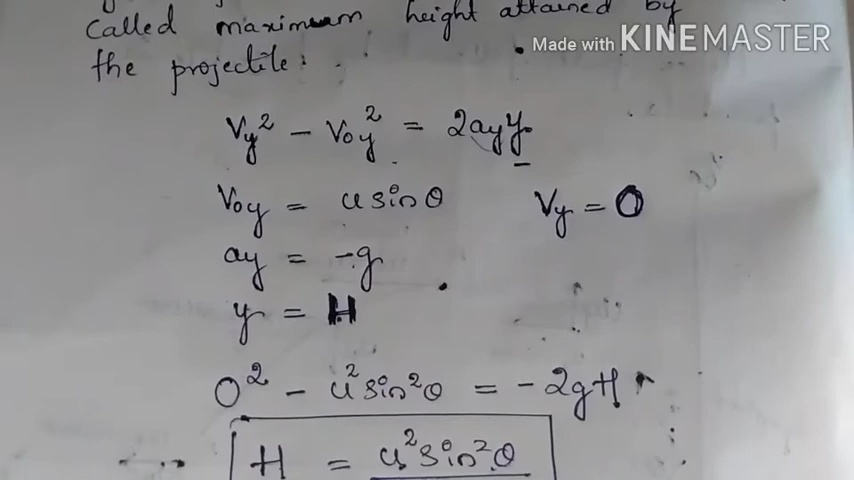 called maximum height attained by
Made with KINEMASTER
the projectile.
Vy² - Voy² = 2ayy
Voy = u sinθ Vy = 0
ay = -g
y = H
0² - u²sin²θ = -2gH
H = u²sin²θ